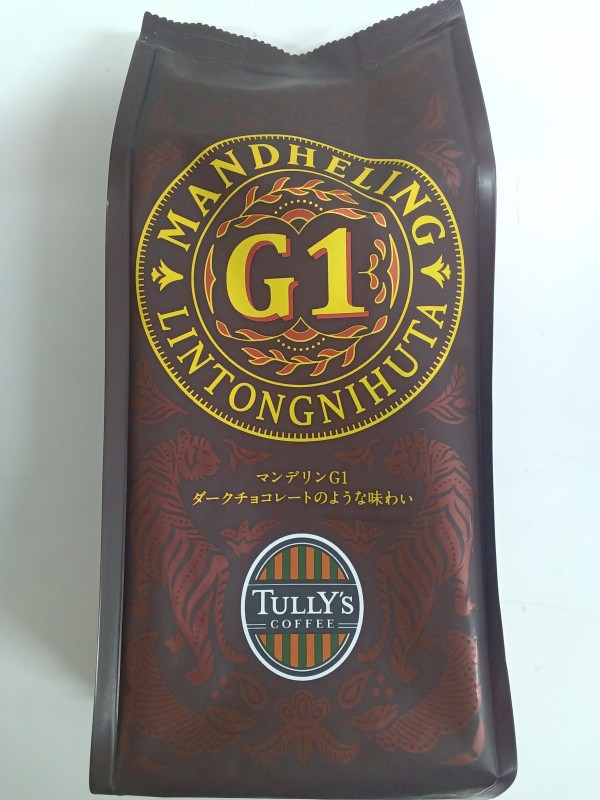 MANDHELING
G1
LINTONGNIHUTA
マンデリンG1
ダークチョコレートのような味わい
TULLY'S
COFFEE